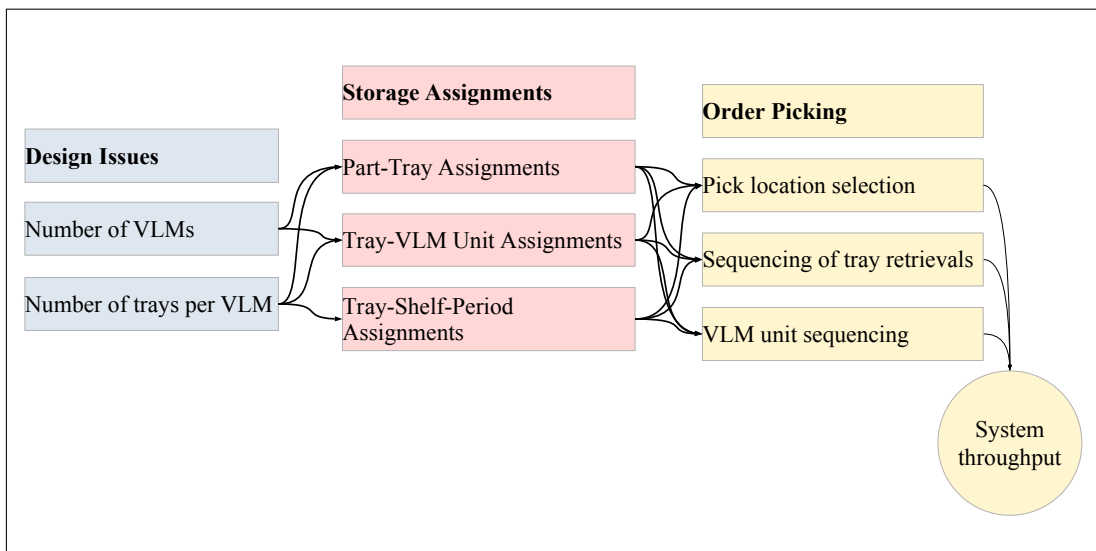 Design Issues
Number of VLMs
Number of trays per VLM
Storage Assignments
Part-Tray Assignments
Tray-VLM Unit Assignments
Tray-Shelf-Period
Assignments
Order Picking
Pick location selection
Sequencing of tray retrievals
VLM unit sequencing
System
throughput